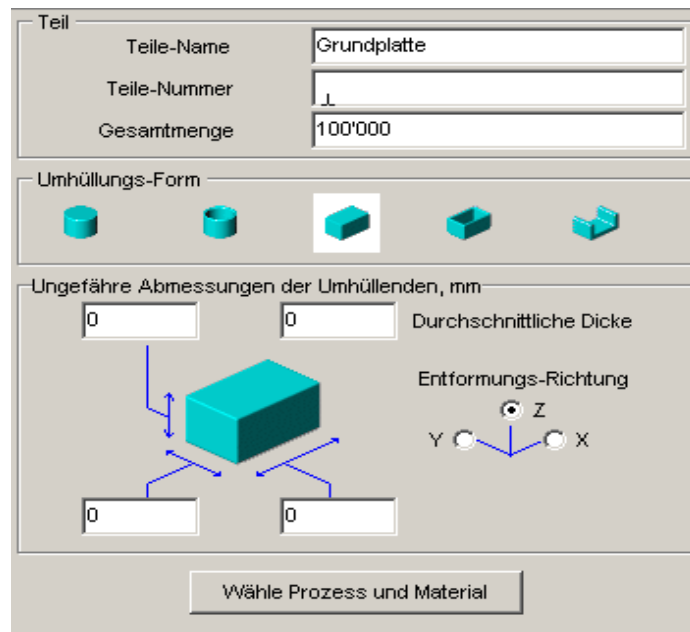 Teil
Teile-Name Grundplatte
Teile-Nummer
Gesamtmenge 100'000
Umhüllungs-Form
Ungefähre Abmessungen der Umhüllenden, mm
0 0 Durchschnittliche Dicke
Entformungs-Richtung
Z
Y X
0 0
Wähle Prozess und Material